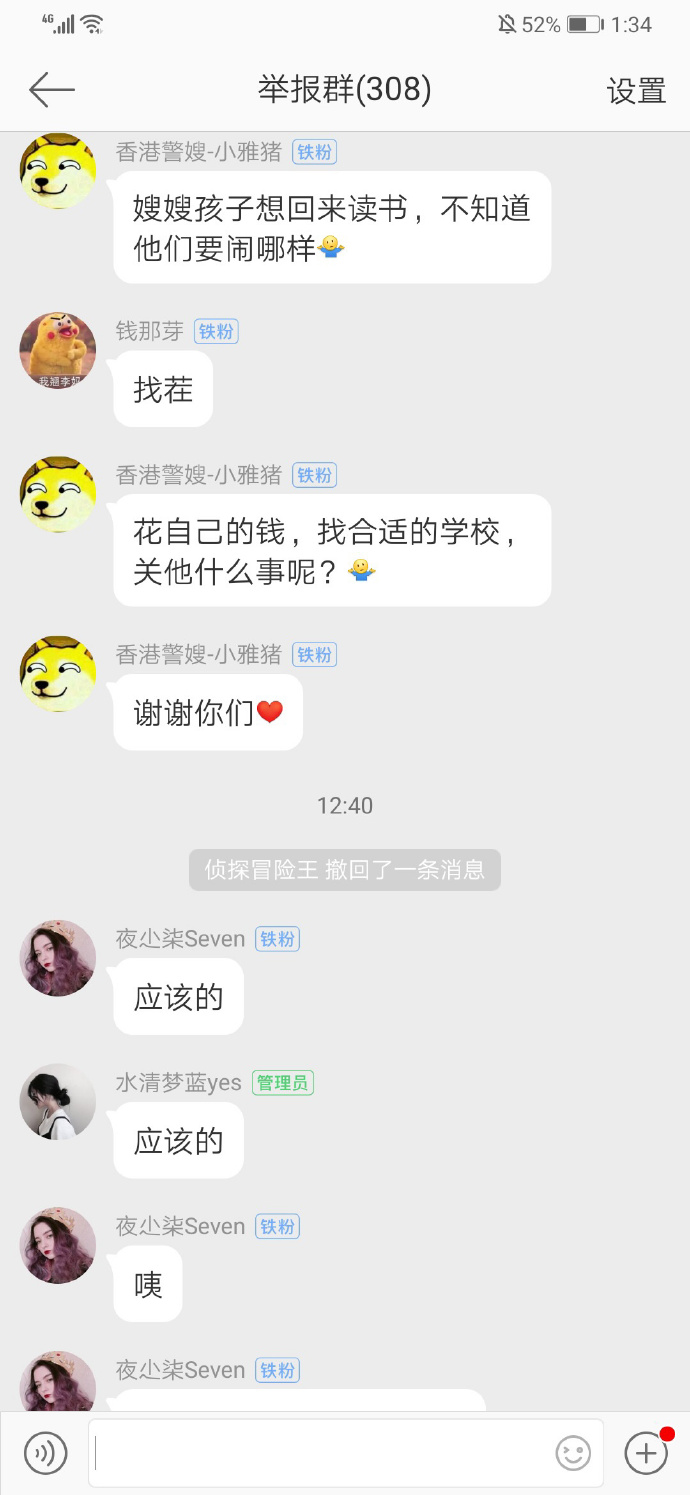 4G
52%
1:34
举报群(308)
设置
香港警嫂-小雅猪 铁粉
嫂嫂孩子想回来读书，不知道
他们要闹哪样🤷
钱那芽 铁粉
我翘李奶
找茬
香港警嫂-小雅猪 铁粉
花自己的钱，找合适的学校，
关他什么事呢？🤷
香港警嫂-小雅猪 铁粉
谢谢你们❤️
12:40
侦探冒险王 撤回了一条消息
夜尐柒Seven 铁粉
应该的
水清梦蓝yes 管理员
应该的
夜尐柒Seven 铁粉
咦
夜尐柒Seven 铁粉